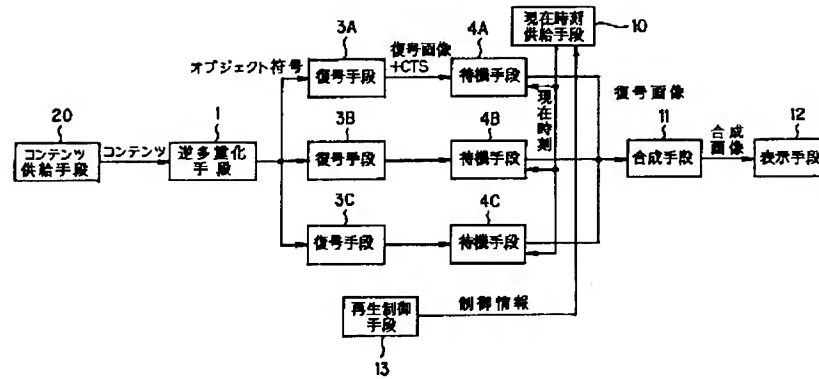 現在時刻
供給手段
10
3A
復号画像
+CTS
4A
オブジェクト符号
復号手段
待機手段
現在時刻
復号画像
20
コンテンツ
供給手段
コンテンツ
1
逆多重化
手段
3B
復号手段
4B
待機手段
11
合成手段
合成
画像
12
表示手段
3C
復号手段
4C
待機手段
再生制御
手段
制御情報
13